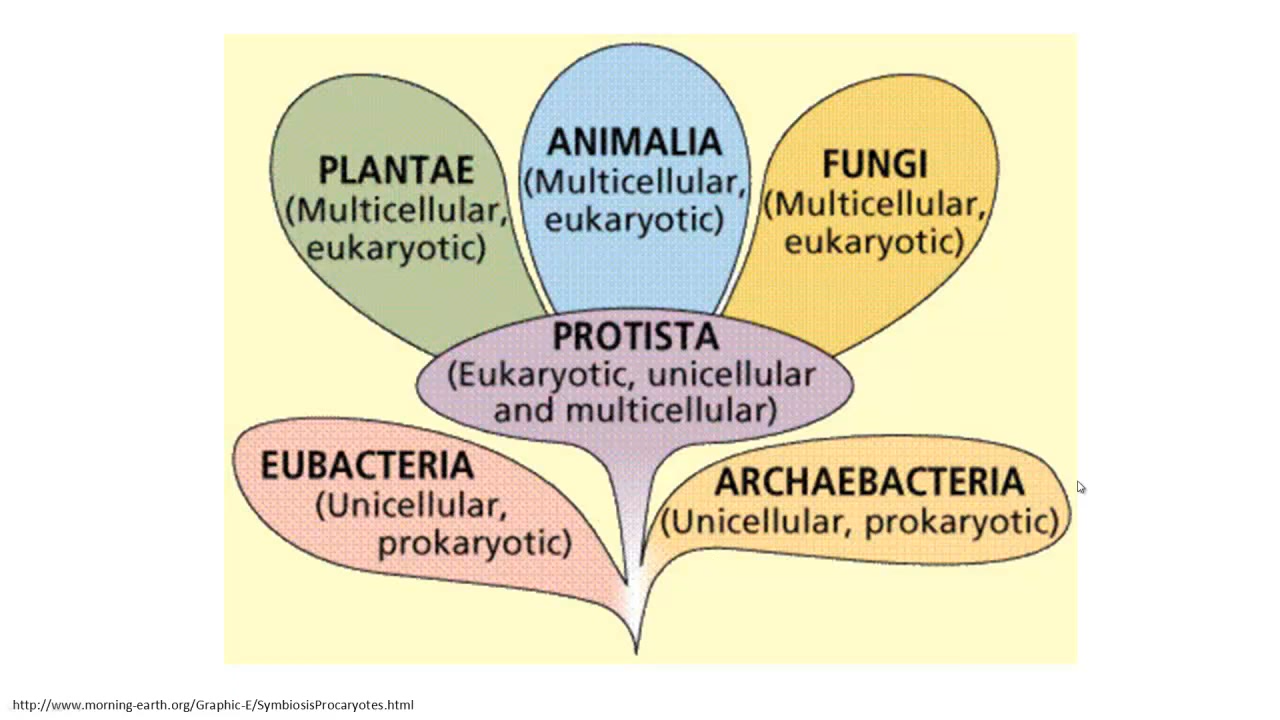 PLANTAE
(Multicellular,
eukaryotic)
ANIMALIA
(Multicellular,
eukaryotic)
FUNGI
(Multicellular,
eukaryotic)
PROTISTA
(Eukaryotic, unicellular
and multicellular)
EUBACTERIA
(Unicellular,
prokaryotic)
ARCHAEBACTERIA
(Unicellular, prokaryotic)
http://www.morning-earth.org/Graphic-E/SymbiosisProcaryotes.html